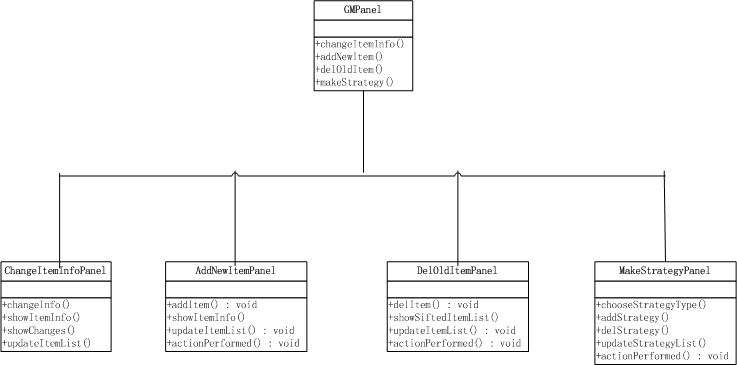 GMPanel
+changeItemInfo()
+addNewItem()
+delOldItem()
+makeStrategy()
ChangeItemInfoPanel
+changeInfo()
+showItemInfo()
+showChanges()
+updateItemList()
AddNewItemPanel
+addItem() : void
+showItemInfo()
+updateItemList() : void
+actionPerformed() : void
DelOldItemPanel
+delItem() : void
+showSiftedItemList()
+updateItemList() : void
+actionPerformed() : void
MakeStrategyPanel
+chooseStrategyType()
+addStrategy()
+delStrategy()
+updateStrategyList()
+actionPerformed() : void